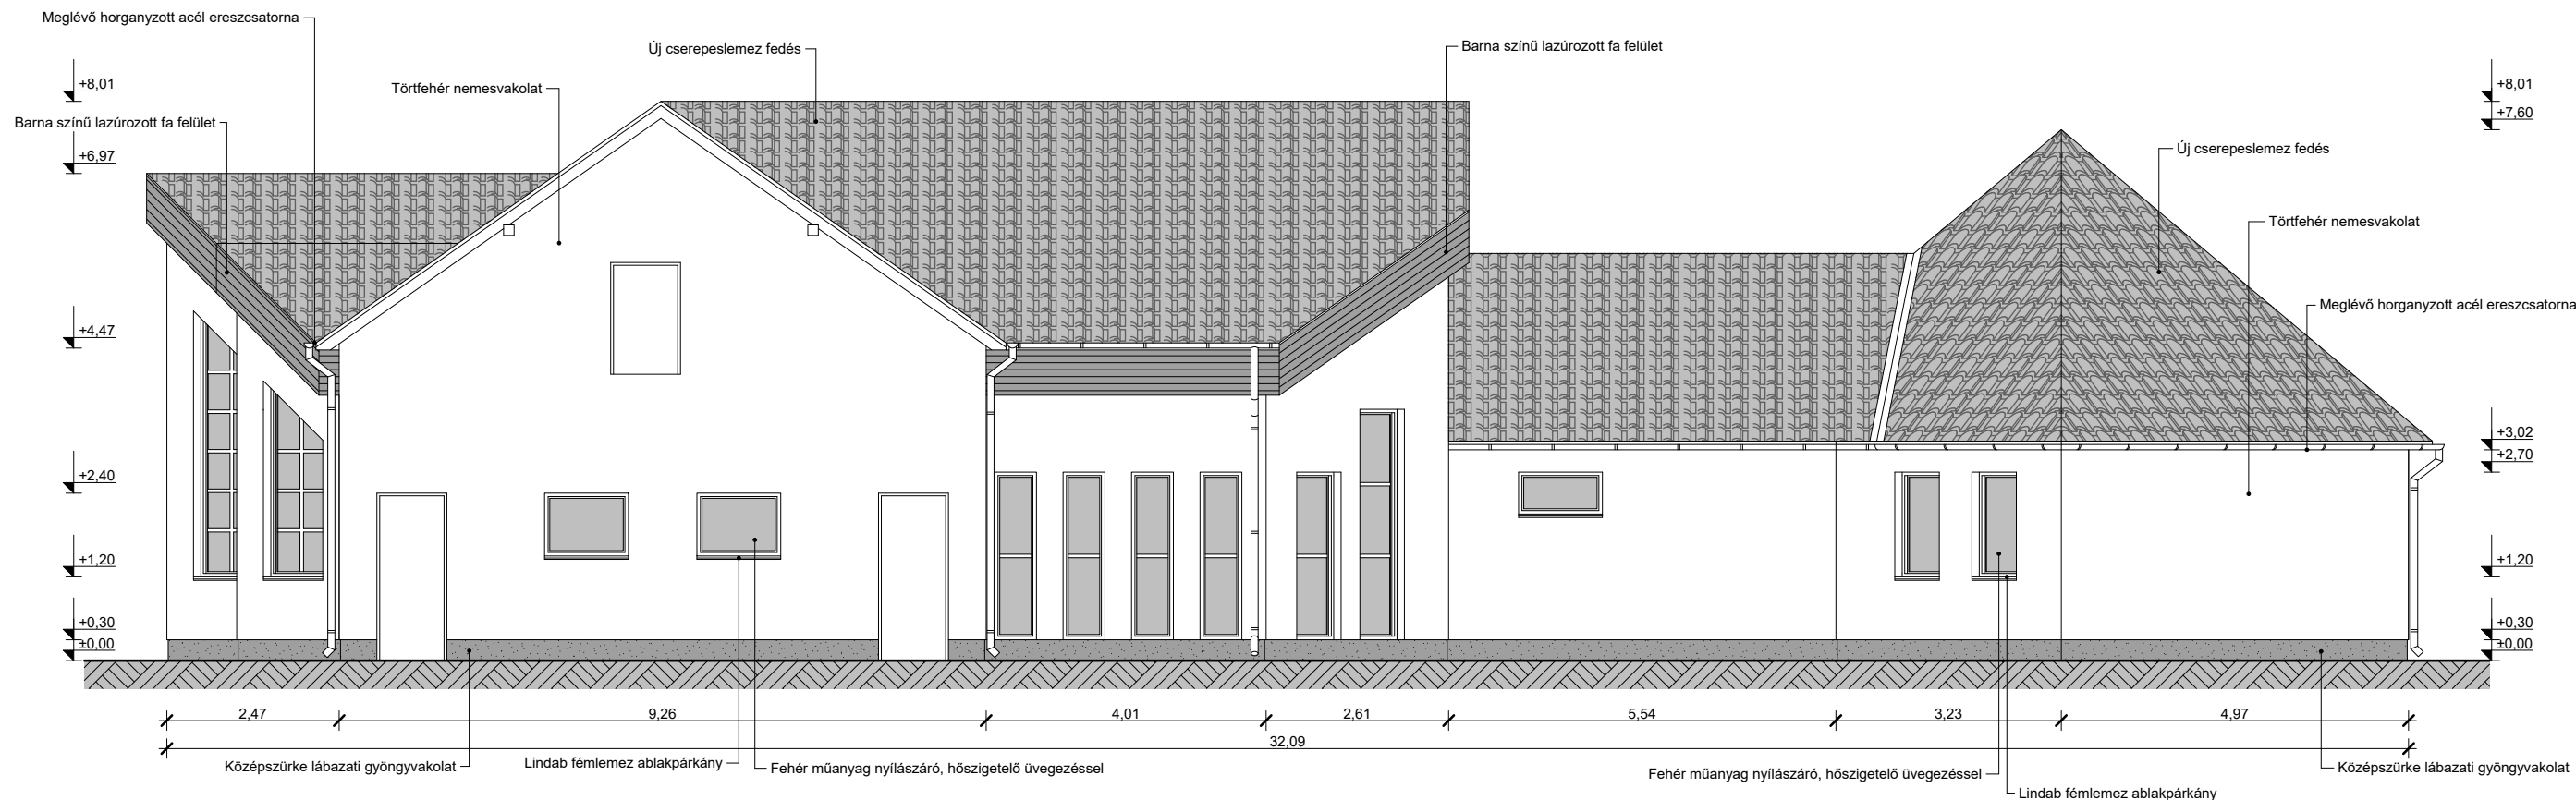 Meglévő horganyzott acél ereszcsatorna
Új cserepeslemez fedés
Barna színű lazúrozott fa felület
+8,01
Törtfehér nemesvakolat
+8,01
+7,60
Barna színű lazúrozott fa felület
Új cserepeslemez fedés
+6,97
Törtfehér nemesvakolat
Meglévő horganyzott acél ereszcsatorna
+4,47
+3,02
+2,70
+2,40
+1,20
+1,20
+0,30
±0,00
+0,30
±0,00
2,47
9,26
4,01
2,61
5,54
3,23
4,97
32,09
Középszürke lábazati gyöngyvakolat
Lindab fémlemez ablakpárkány
Fehér műanyag nyílászáró, hőszigetelő üvegezéssel
Fehér műanyag nyílászáró, hőszigetelő üvegezéssel
Középszürke lábazati gyöngyvakolat
Lindab fémlemez ablakpárkány